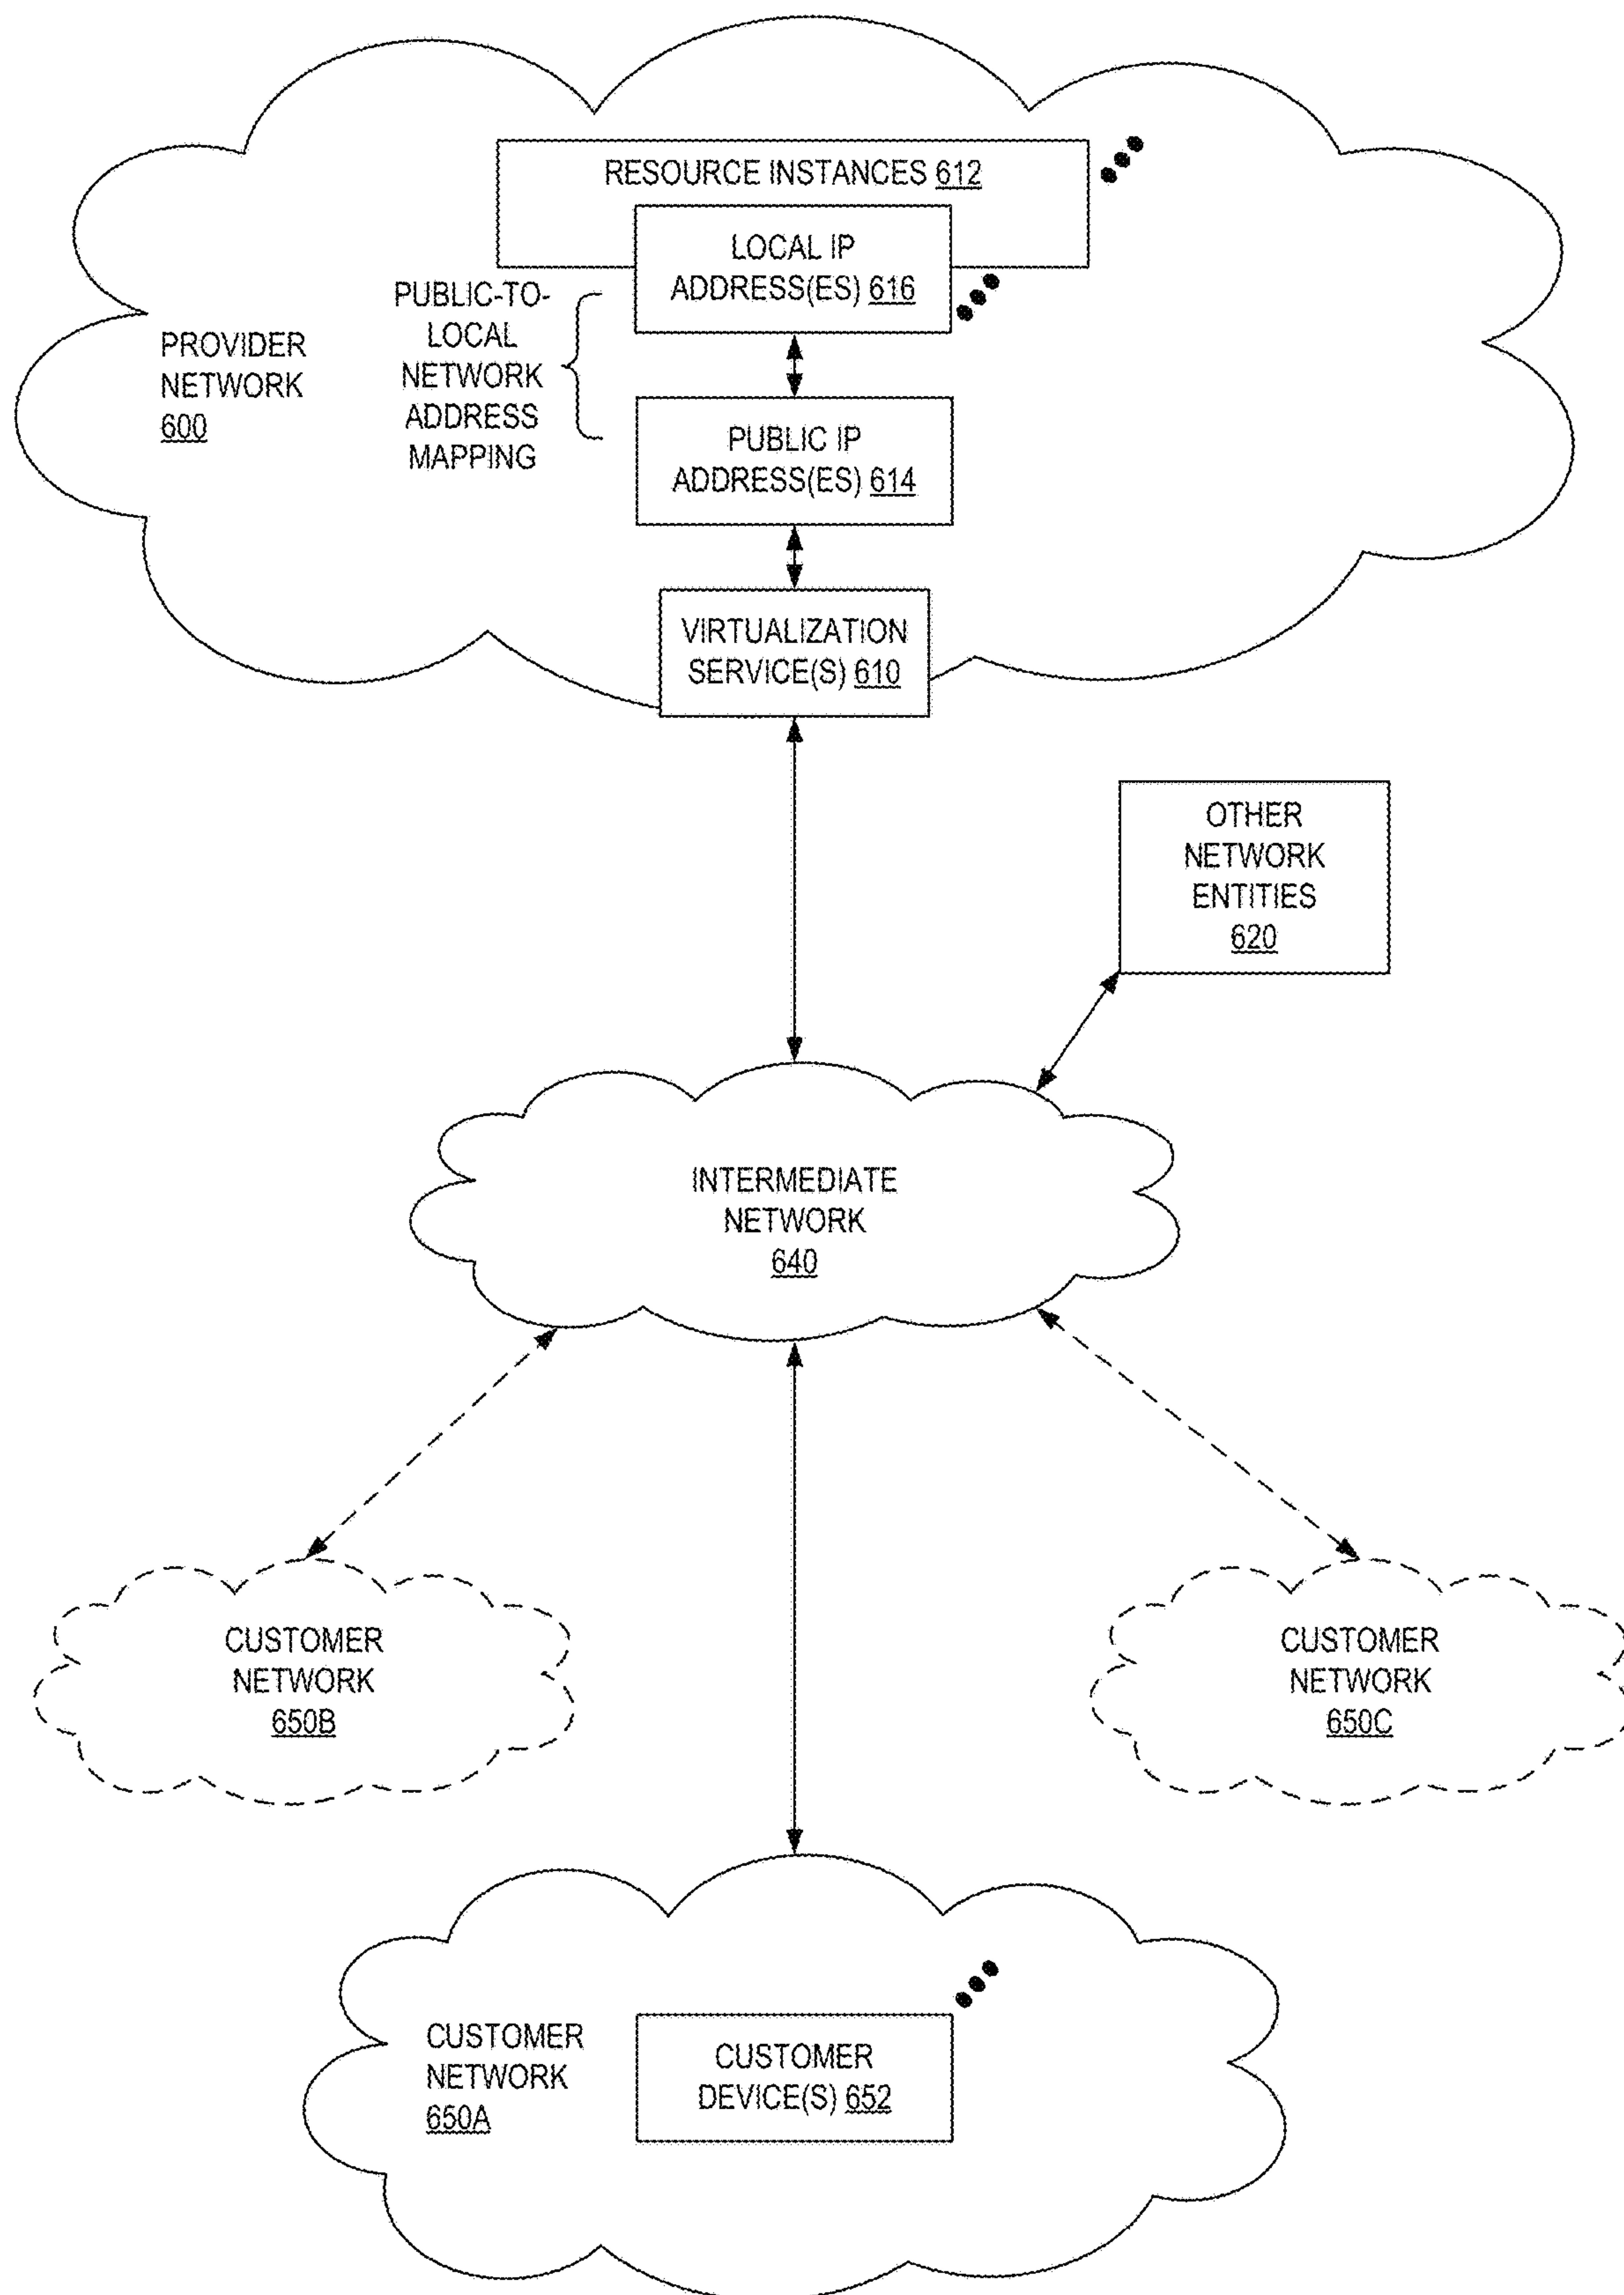 RESOURCE INSTANCES 612
LOCAL IP
ADDRESS(ES) 616
PUBLIC-TO-
LOCAL
NETWORK
ADDRESS
MAPPING
PROVIDER
NETWORK
600
PUBLIC IP
ADDRESS(ES) 614
VIRTUALIZATION
SERVICE(S) 610
OTHER
NETWORK
ENTITIES
620
INTERMEDIATE
NETWORK
640
CUSTOMER
NETWORK
650B
CUSTOMER
NETWORK
650C
CUSTOMER
NETWORK
650A
CUSTOMER
DEVICE(S) 652